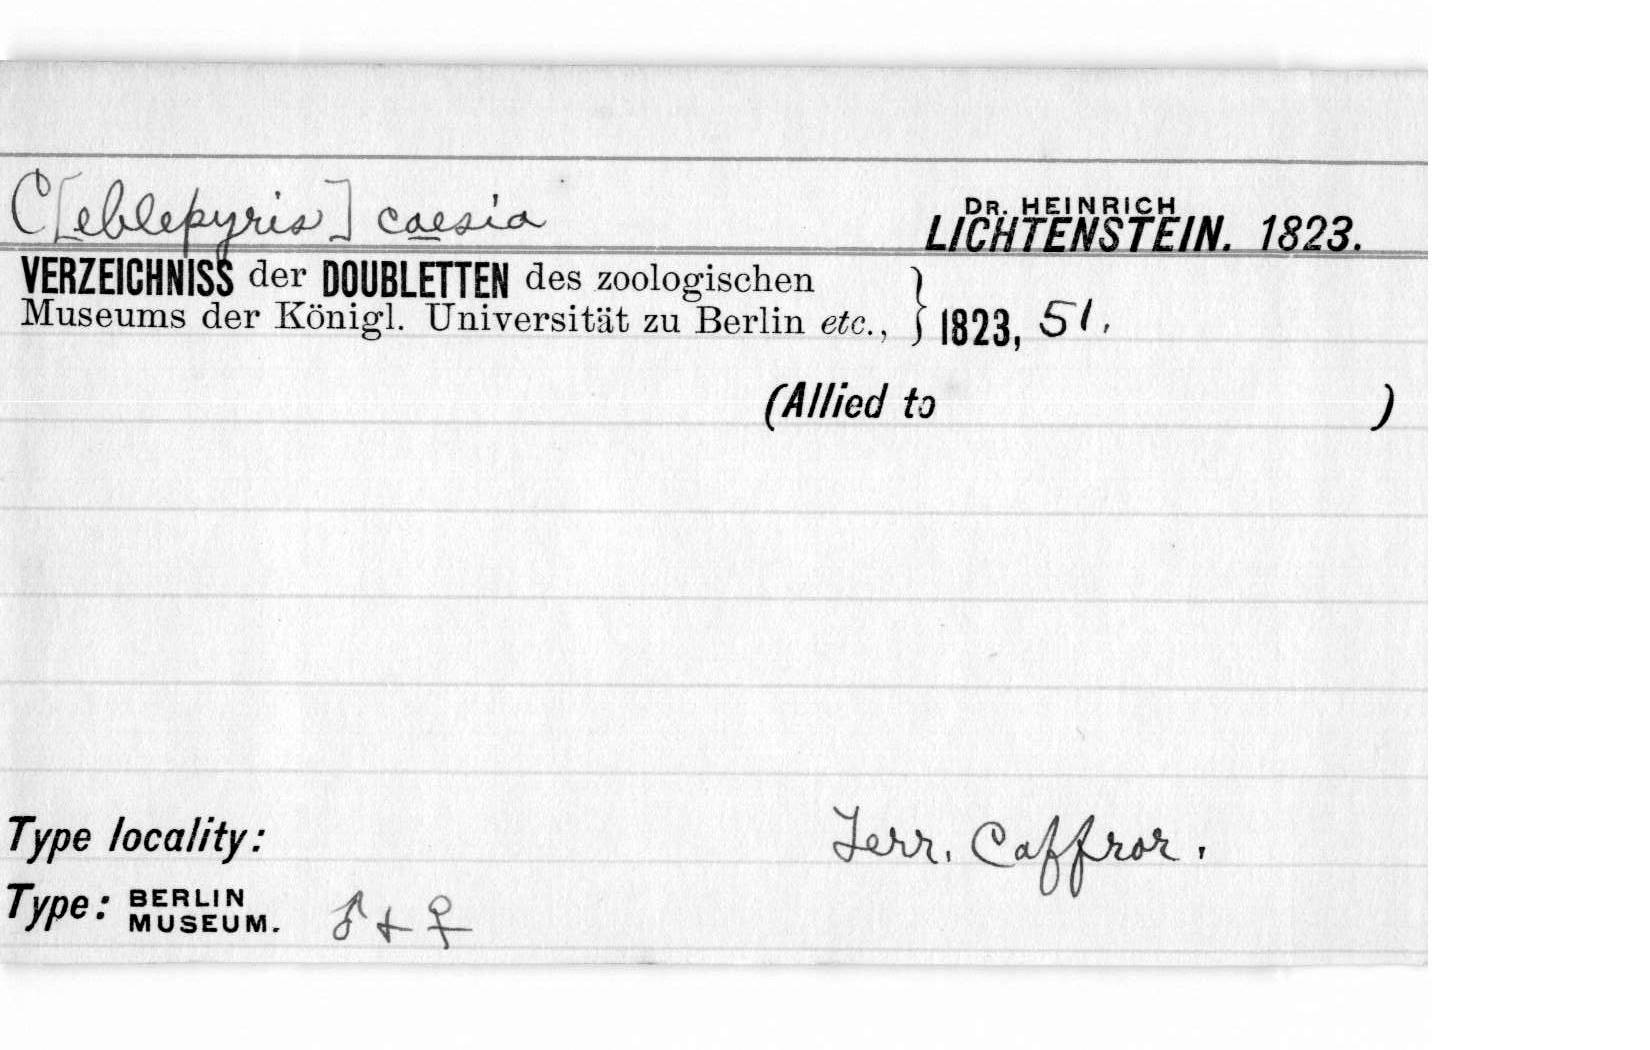 C[eblepyris] caesia
DR. HEINRICH
LICHTENSTEIN. 1823.
VERZEICHNISS der DOUBLETTEN des zoologischen
Museums der Königl. Universität zu Berlin etc., } 1823, 51.
(Allied to )
Type locality: Terr. Caffror.
Type: BERLIN MUSEUM. ♂ + ♀